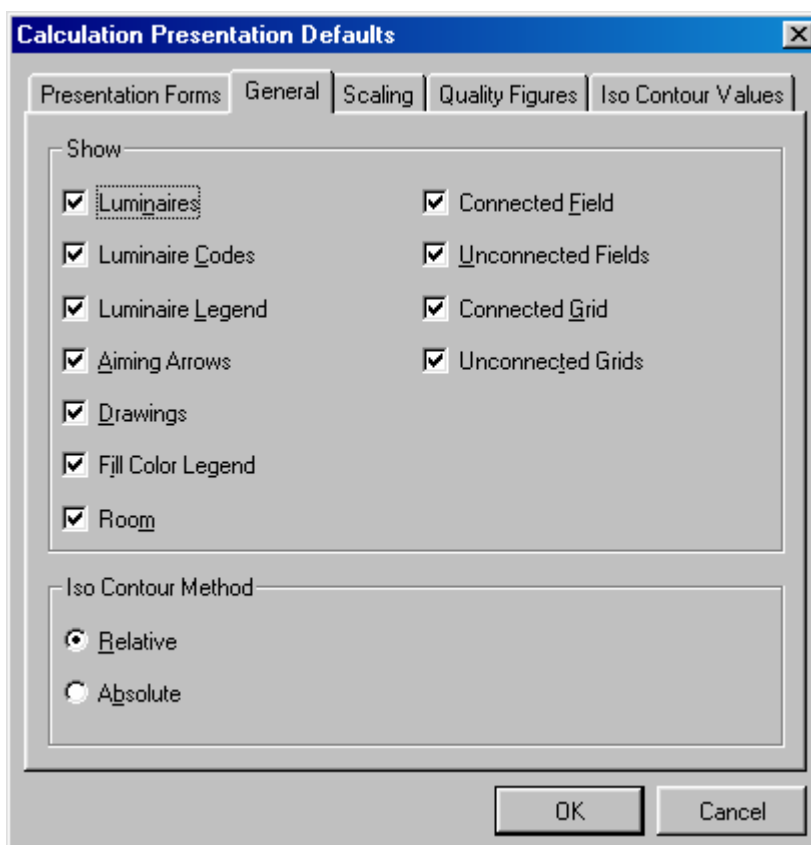 Calculation Presentation Defaults
Presentation Forms General Scaling Quality Figures Iso Contour Values
Show
Luminaires Connected Field
Luminaire Codes Unconnected Fields
Luminaire Legend Connected Grid
Aiming Arrows Unconnected Grids
Drawings
Fill Color Legend
Room
Iso Contour Method
Relative
Absolute
OK Cancel